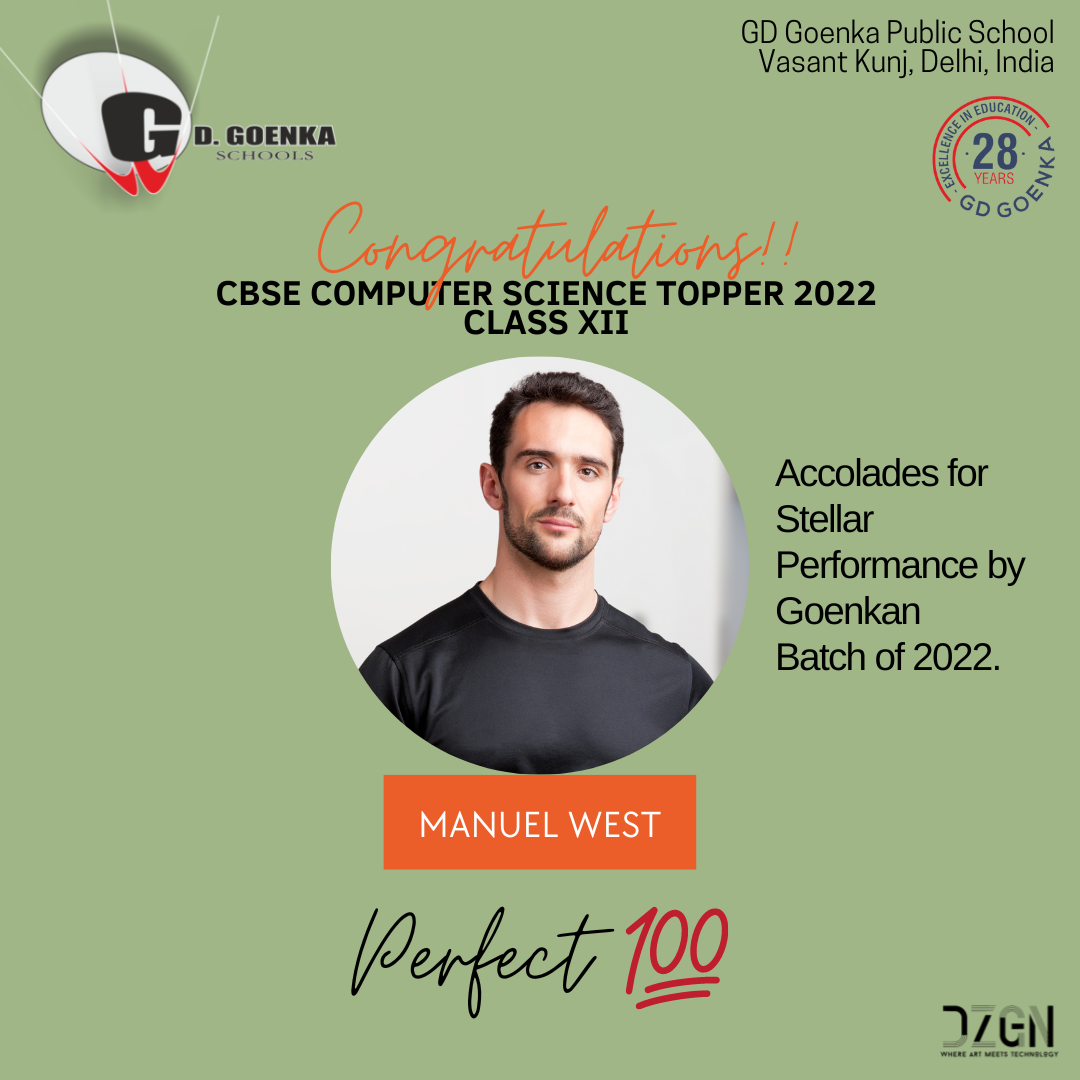 GD Goenka Public School
Vasant Kunj, Delhi, India
G D. GOENKA
SCHOOLS
- EXCELLENCE IN EDUCATION -
28
YEARS
GD GOENKA
Congratulations!!
CBSE COMPUTER SCIENCE TOPPER 2022
CLASS XII
Accolades for
Stellar
Performance by
Goenkan
Batch of 2022.
MANUEL WEST
Perfect 100
DZGN
WHERE ART MEETS TECHNOLOGY